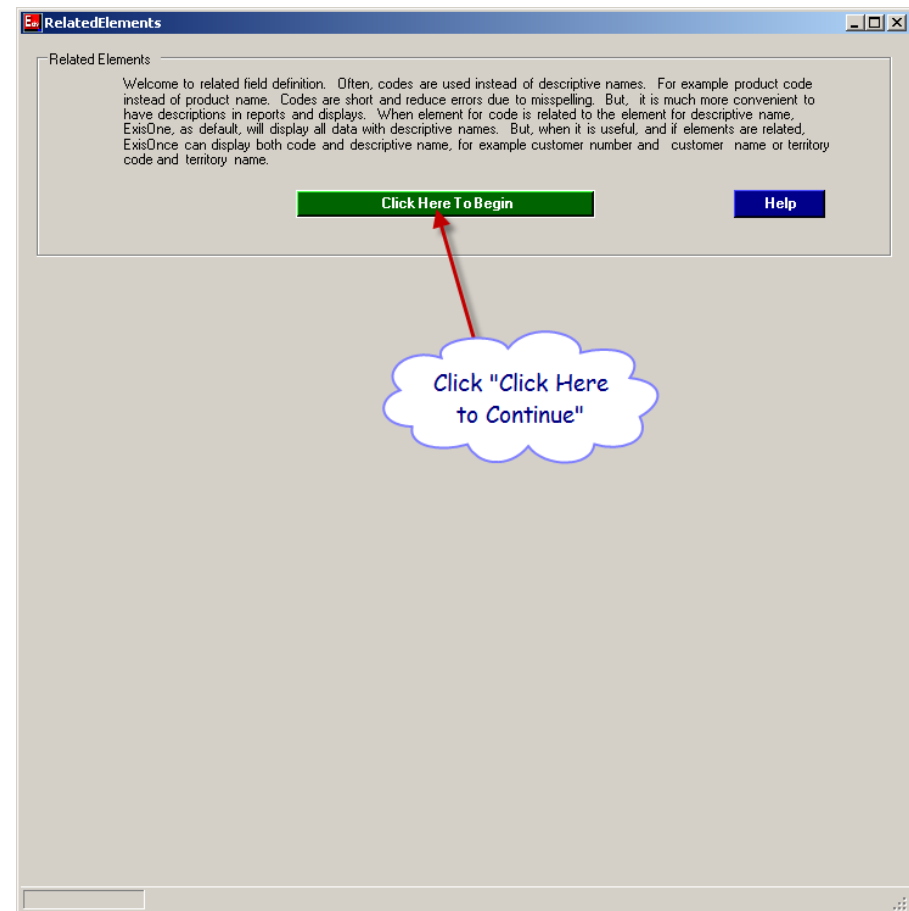 RelatedElements
Related Elements
Welcome to related field definition. Often, codes are used instead of descriptive names. For example product code
instead of product name. Codes are short and reduce errors due to misspelling. But, it is much more convenient to
have descriptions in reports and displays. When element for code is related to the element for descriptive name,
ExisOne, as default, will display all data with descriptive names. But, when it is useful, and if elements are related,
ExisOnce can display both code and descriptive name, for example customer number and customer name or territory
code and territory name.
Click Here To Begin
Help
Click "Click Here
to Continue"